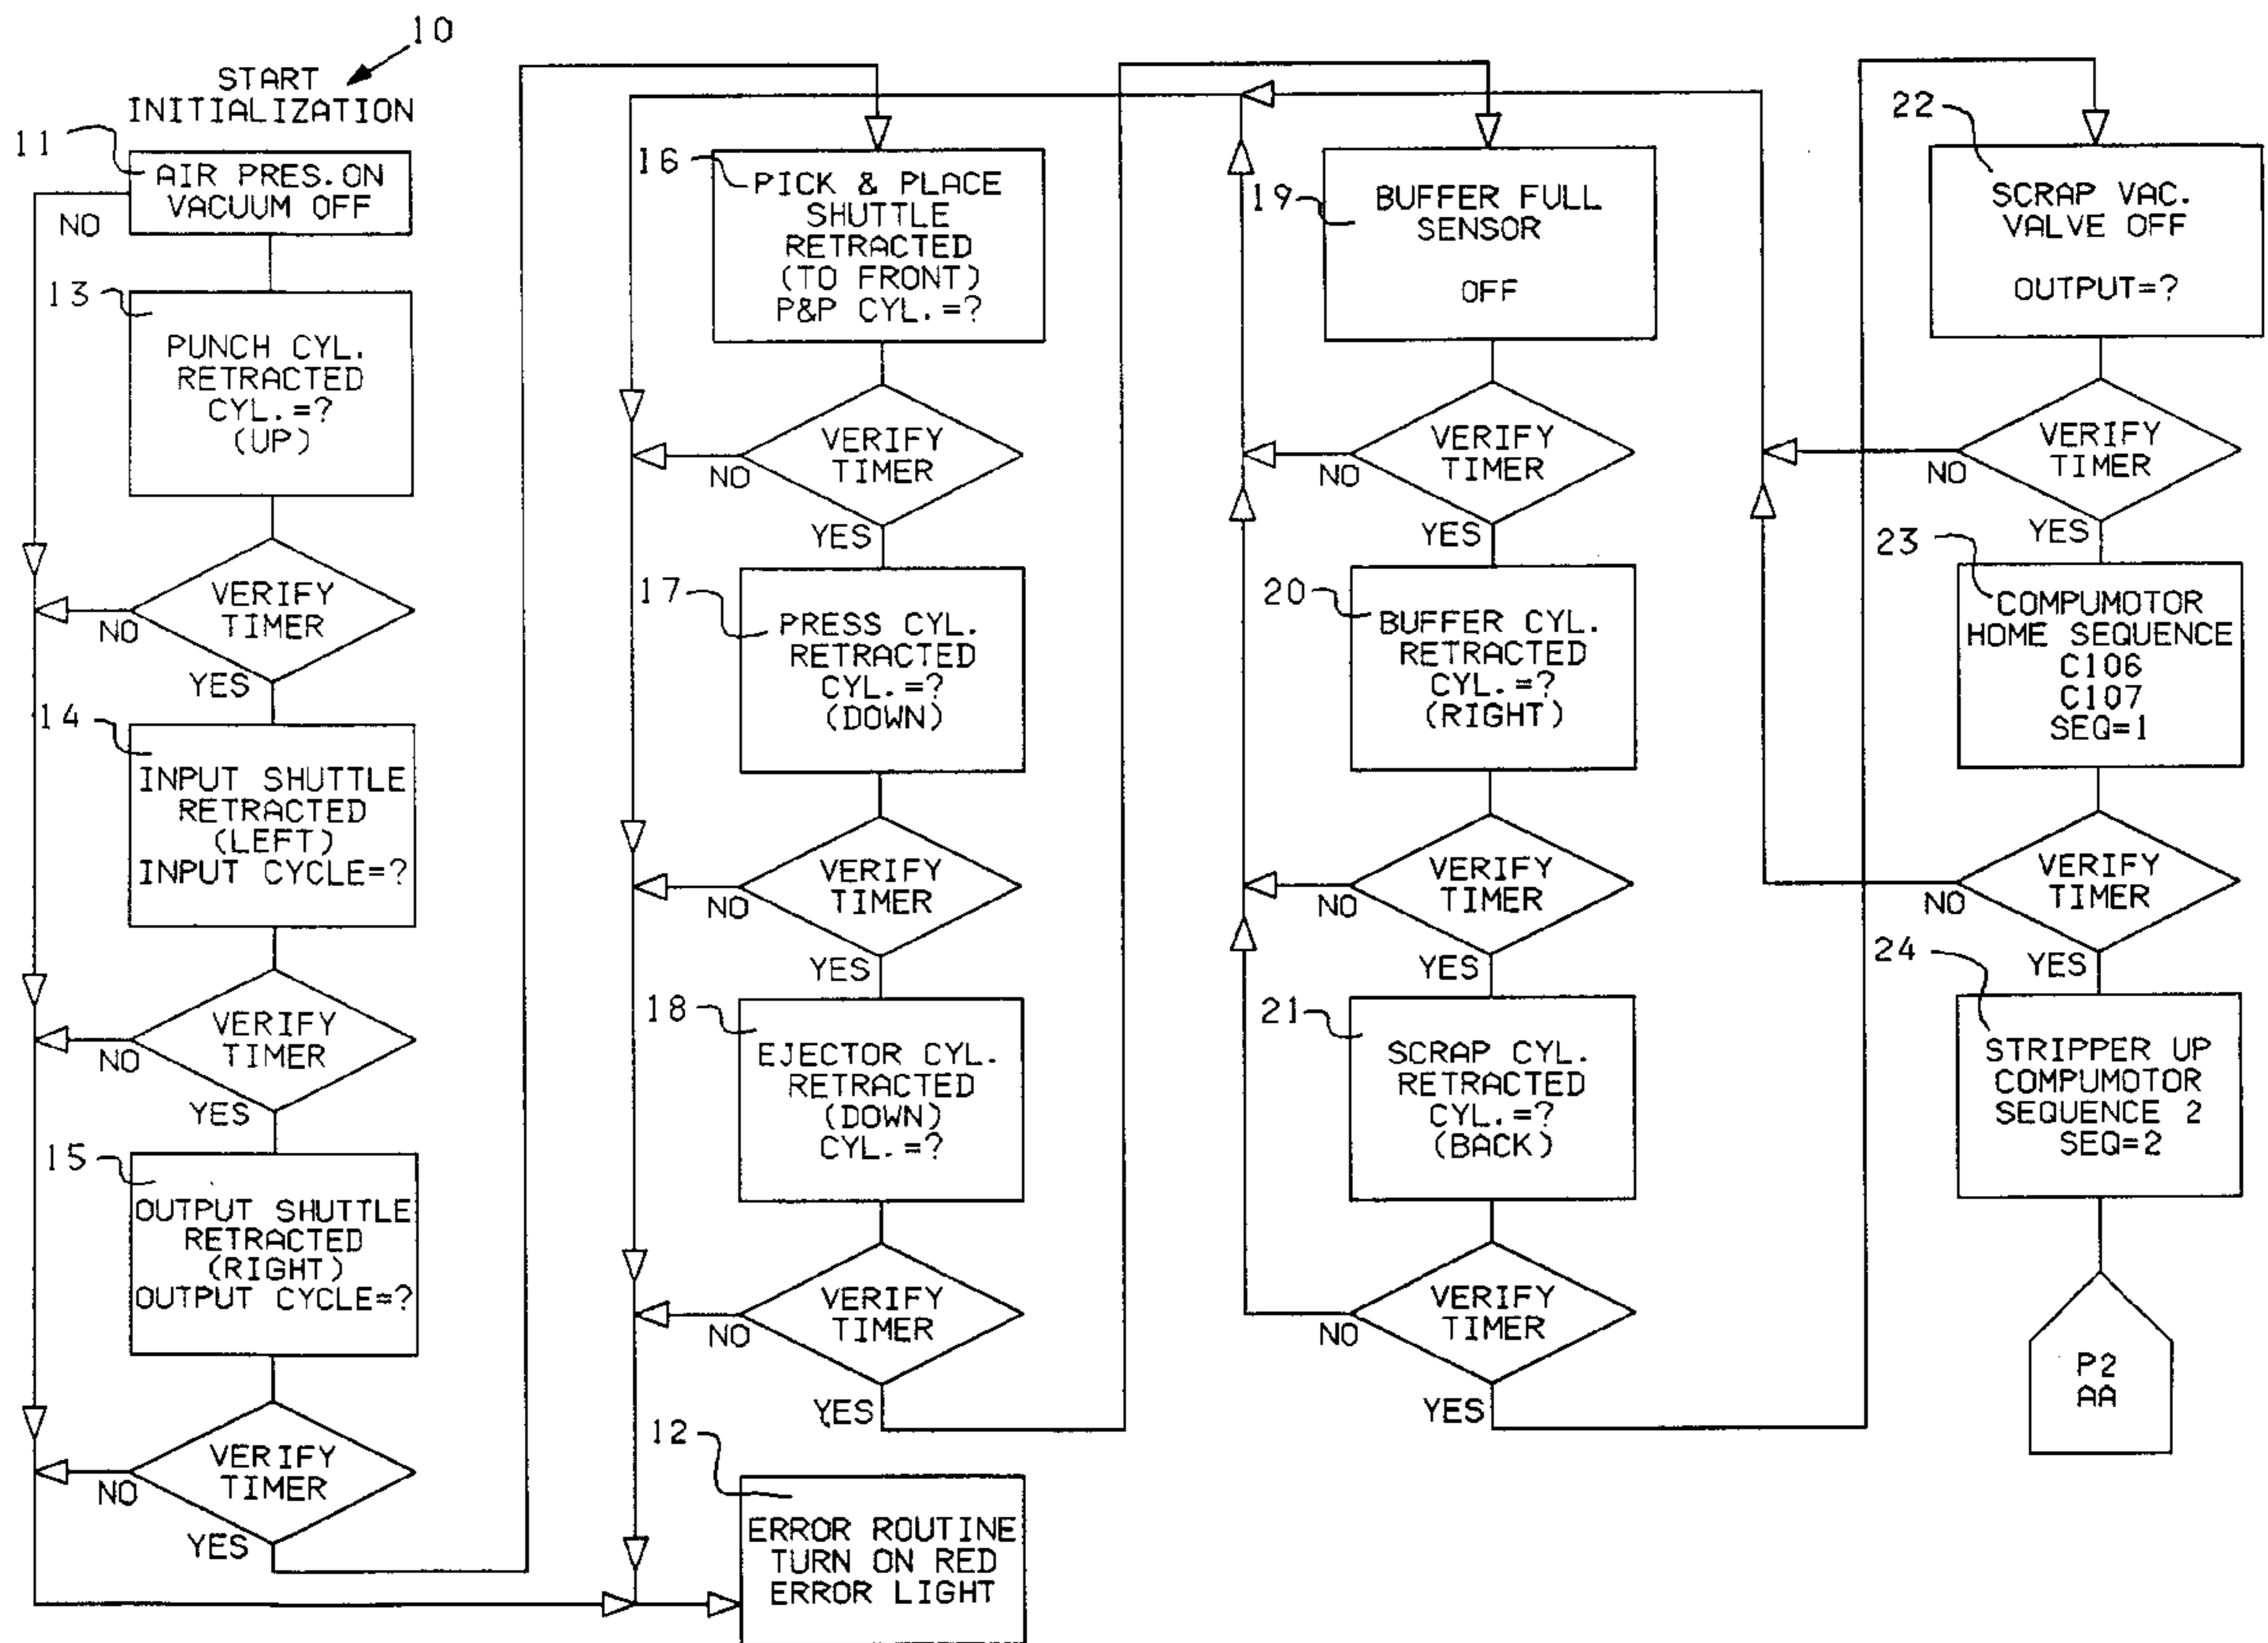 10
START
INITIALIZATION
11
AIR PRES.ON
VACUUM OFF
NO
13
PUNCH CYL.
RETRACTED
CYL.=?
(UP)
VERIFY
TIMER
NO
YES
14
INPUT SHUTTLE
RETRACTED
(LEFT)
INPUT CYCLE=?
VERIFY
TIMER
NO
YES
15
OUTPUT SHUTTLE
RETRACTED
(RIGHT)
OUTPUT CYCLE=?
VERIFY
TIMER
NO
YES
16
PICK & PLACE
SHUTTLE
RETRACTED
(TO FRONT)
P&P CYL.=?
VERIFY
TIMER
NO
YES
17
PRESS CYL.
RETRACTED
CYL.=?
(DOWN)
VERIFY
TIMER
NO
YES
18
EJECTOR CYL.
RETRACTED
(DOWN)
CYL.=?
VERIFY
TIMER
NO
YES
12
ERROR ROUTINE
TURN ON RED
ERROR LIGHT
19
BUFFER FULL
SENSOR
OFF
VERIFY
TIMER
NO
YES
20
BUFFER CYL.
RETRACTED
CYL.=?
(RIGHT)
VERIFY
TIMER
NO
YES
21
SCRAP CYL.
RETRACTED
CYL.=?
(BACK)
VERIFY
TIMER
NO
YES
22
SCRAP VAC.
VALVE OFF
OUTPUT=?
VERIFY
TIMER
NO
YES
23
COMPUMOTOR
HOME SEQUENCE
C106
C107
SEQ=1
VERIFY
TIMER
NO
YES
24
STRIPPER UP
COMPUMOTOR
SEQUENCE 2
SEQ=2
P2
AA